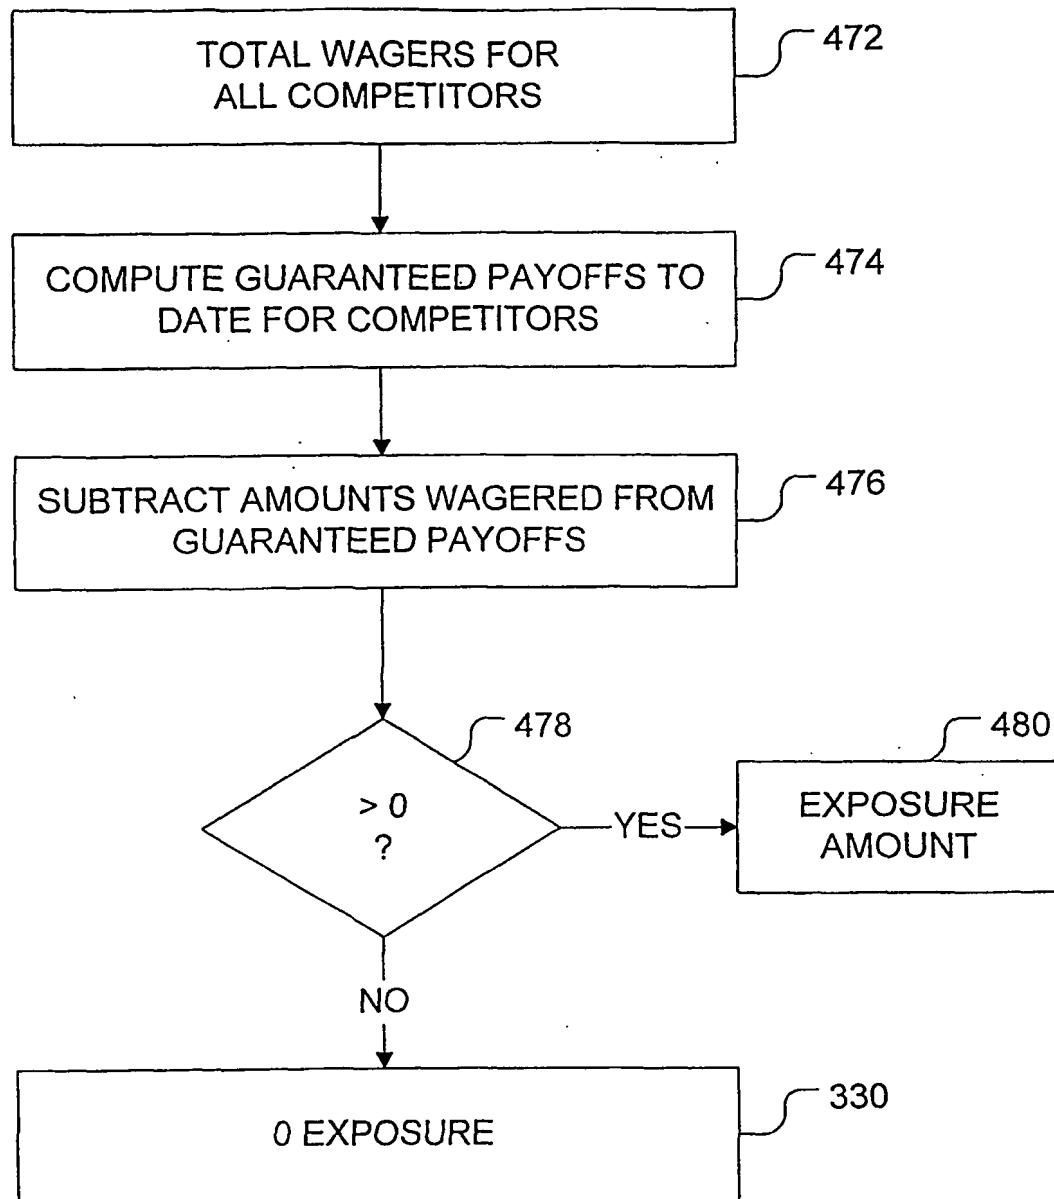 TOTAL WAGERS FOR
ALL COMPETITORS
472
COMPUTE GUARANTEED PAYOFFS TO
DATE FOR COMPETITORS
474
SUBTRACT AMOUNTS WAGERED FROM
GUARANTEED PAYOFFS
476
478
> 0
?
YES
480
EXPOSURE
AMOUNT
NO
0 EXPOSURE
330